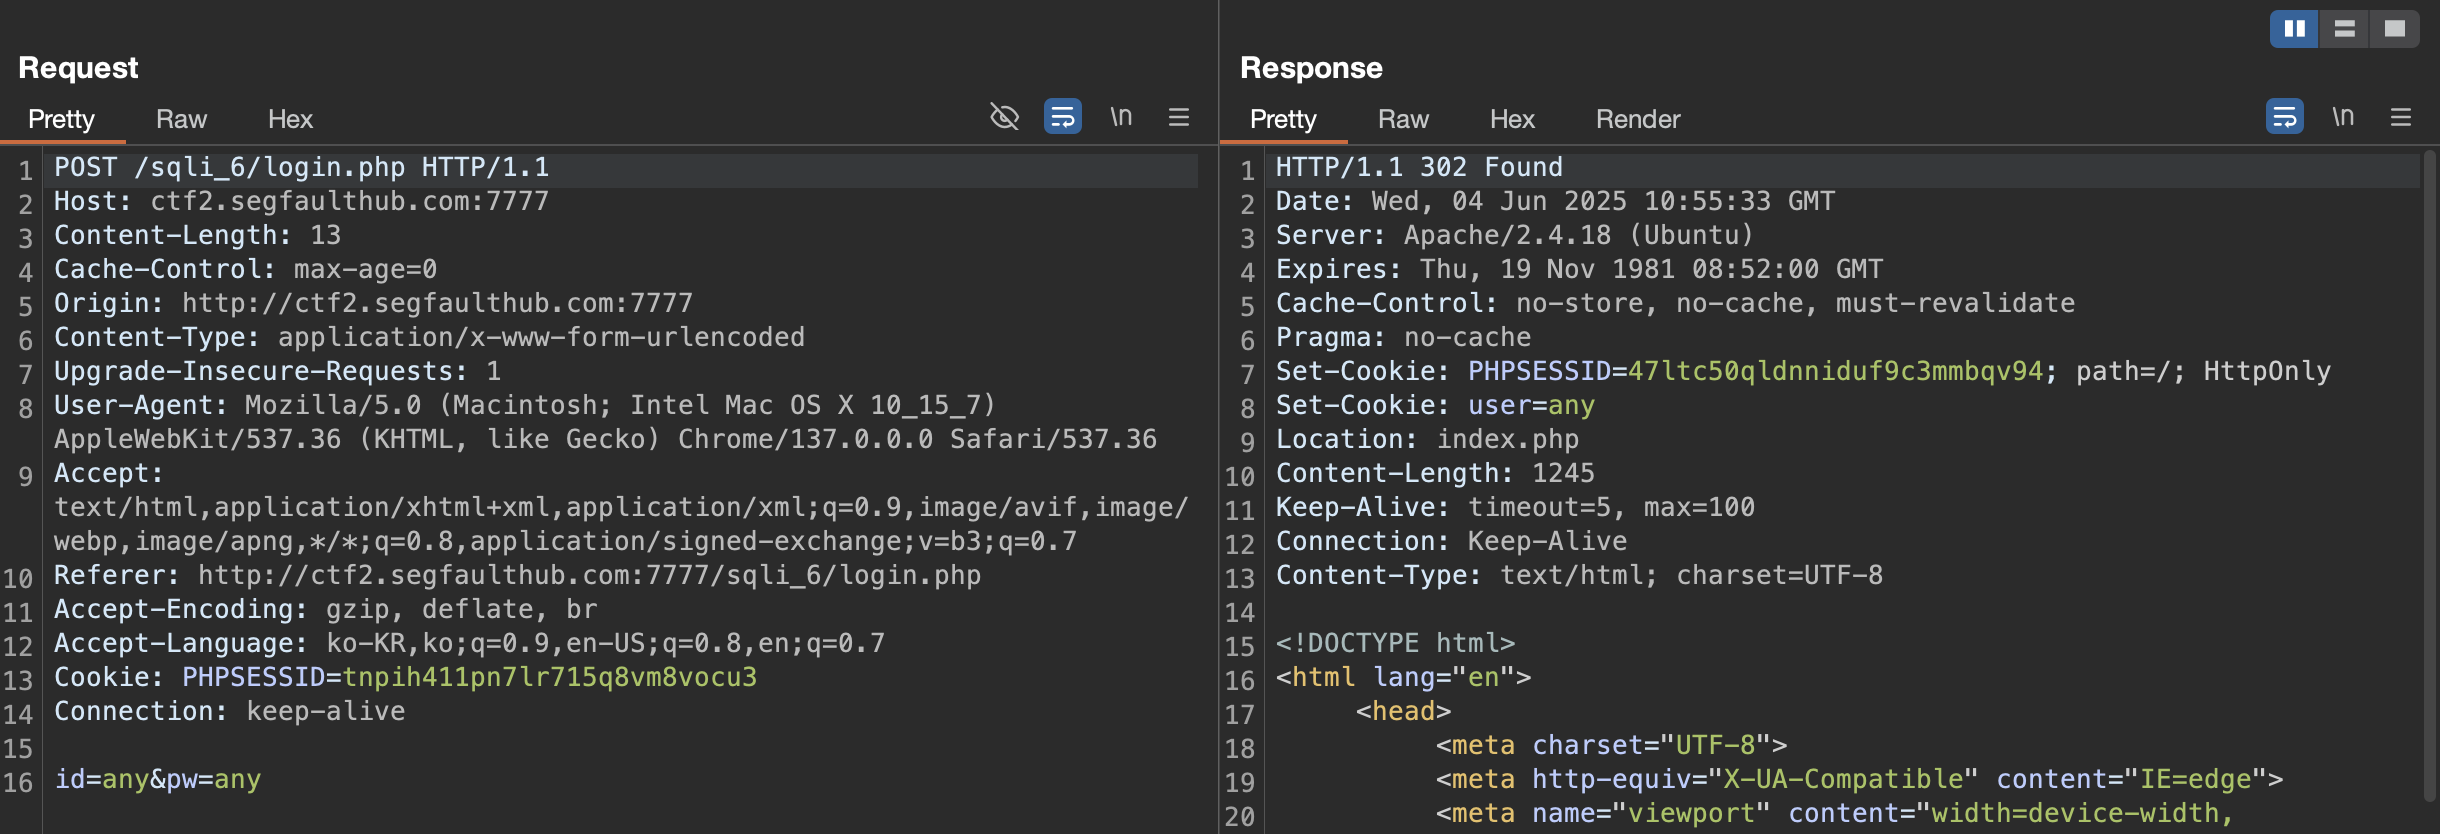 Request
Pretty Raw Hex \n
1 POST /sqli_6/login.php HTTP/1.1
2 Host: ctf2.segfaulthub.com:7777
3 Content-Length: 13
4 Cache-Control: max-age=0
5 Origin: http://ctf2.segfaulthub.com:7777
6 Content-Type: application/x-www-form-urlencoded
7 Upgrade-Insecure-Requests: 1
8 User-Agent: Mozilla/5.0 (Macintosh; Intel Mac OS X 10_15_7)
AppleWebKit/537.36 (KHTML, like Gecko) Chrome/137.0.0.0 Safari/537.36
9 Accept:
text/html,application/xhtml+xml,application/xml;q=0.9,image/avif,image/
webp,image/apng,*/*;q=0.8,application/signed-exchange;v=b3;q=0.7
10 Referer: http://ctf2.segfaulthub.com:7777/sqli_6/login.php
11 Accept-Encoding: gzip, deflate, br
12 Accept-Language: ko-KR,ko;q=0.9,en-US;q=0.8,en;q=0.7
13 Cookie: PHPSESSID=tnpih411pn7lr715q8vm8vocu3
14 Connection: keep-alive
15
16 id=any&pw=any
Response
Pretty Raw Hex Render \n
1 HTTP/1.1 302 Found
2 Date: Wed, 04 Jun 2025 10:55:33 GMT
3 Server: Apache/2.4.18 (Ubuntu)
4 Expires: Thu, 19 Nov 1981 08:52:00 GMT
5 Cache-Control: no-store, no-cache, must-revalidate
6 Pragma: no-cache
7 Set-Cookie: PHPSESSID=47ltc50qldnniduf9c3mmbqv94; path=/; HttpOnly
8 Set-Cookie: user=any
9 Location: index.php
10 Content-Length: 1245
11 Keep-Alive: timeout=5, max=100
12 Connection: Keep-Alive
13 Content-Type: text/html; charset=UTF-8
14
15 <!DOCTYPE html>
16 <html lang="en">
17 <head>
18 <meta charset="UTF-8">
19 <meta http-equiv="X-UA-Compatible" content="IE=edge">
20 <meta name="viewport" content="width=device-width,